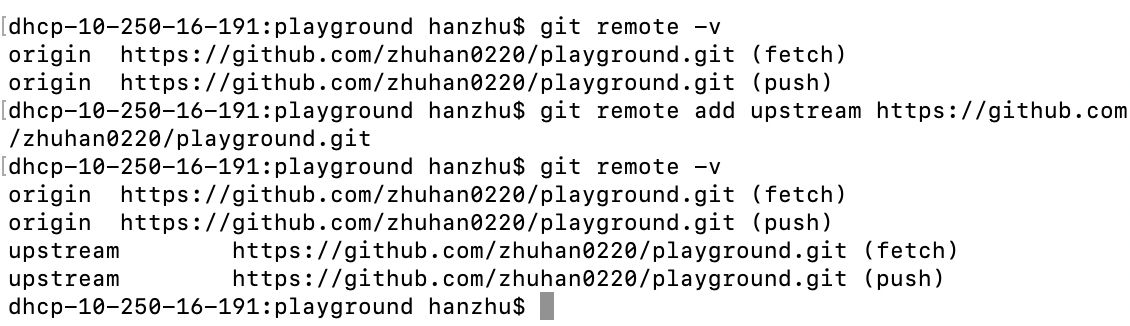 [dhcp-10-250-16-191:playground hanzhu$ git remote -v
origin  https://github.com/zhuhan0220/playground.git (fetch)
origin  https://github.com/zhuhan0220/playground.git (push)
[dhcp-10-250-16-191:playground hanzhu$ git remote add upstream https://github.com
/zhuhan0220/playground.git
[dhcp-10-250-16-191:playground hanzhu$ git remote -v
origin  https://github.com/zhuhan0220/playground.git (fetch)
origin  https://github.com/zhuhan0220/playground.git (push)
upstream        https://github.com/zhuhan0220/playground.git (fetch)
upstream        https://github.com/zhuhan0220/playground.git (push)
dhcp-10-250-16-191:playground hanzhu$